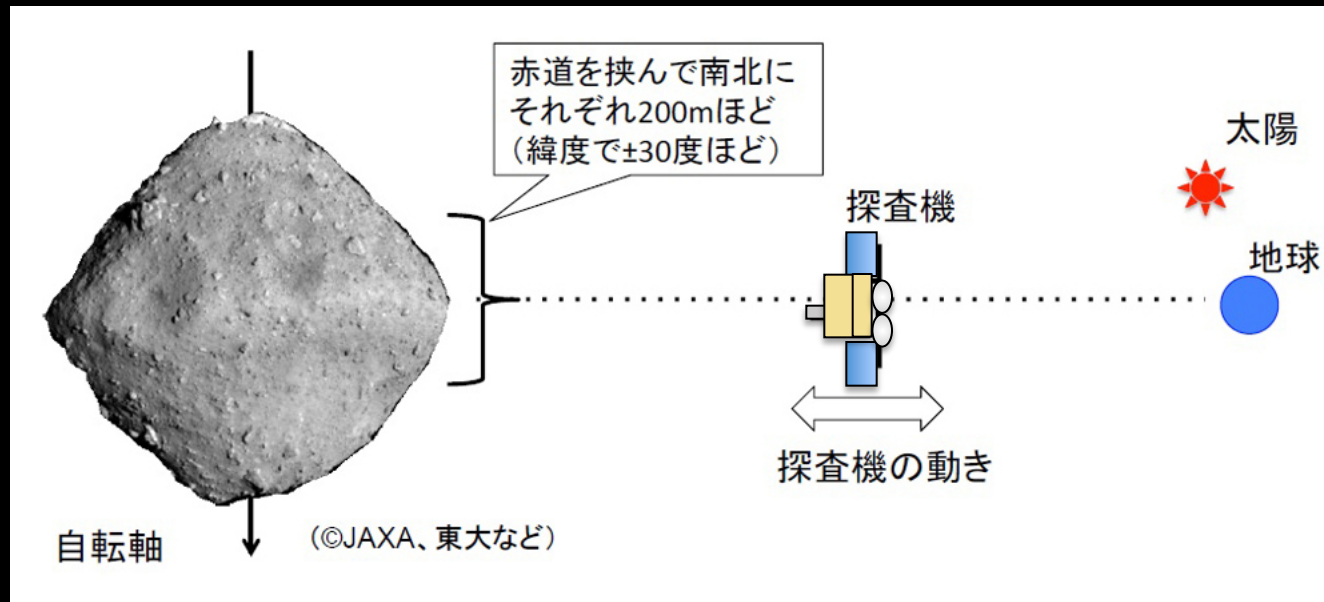 赤道を挟んで南北に
それぞれ200mほど
（緯度で±30度ほど）
太陽
探査機
地球
探査機の動き
自転軸
（©JAXA、東大など）